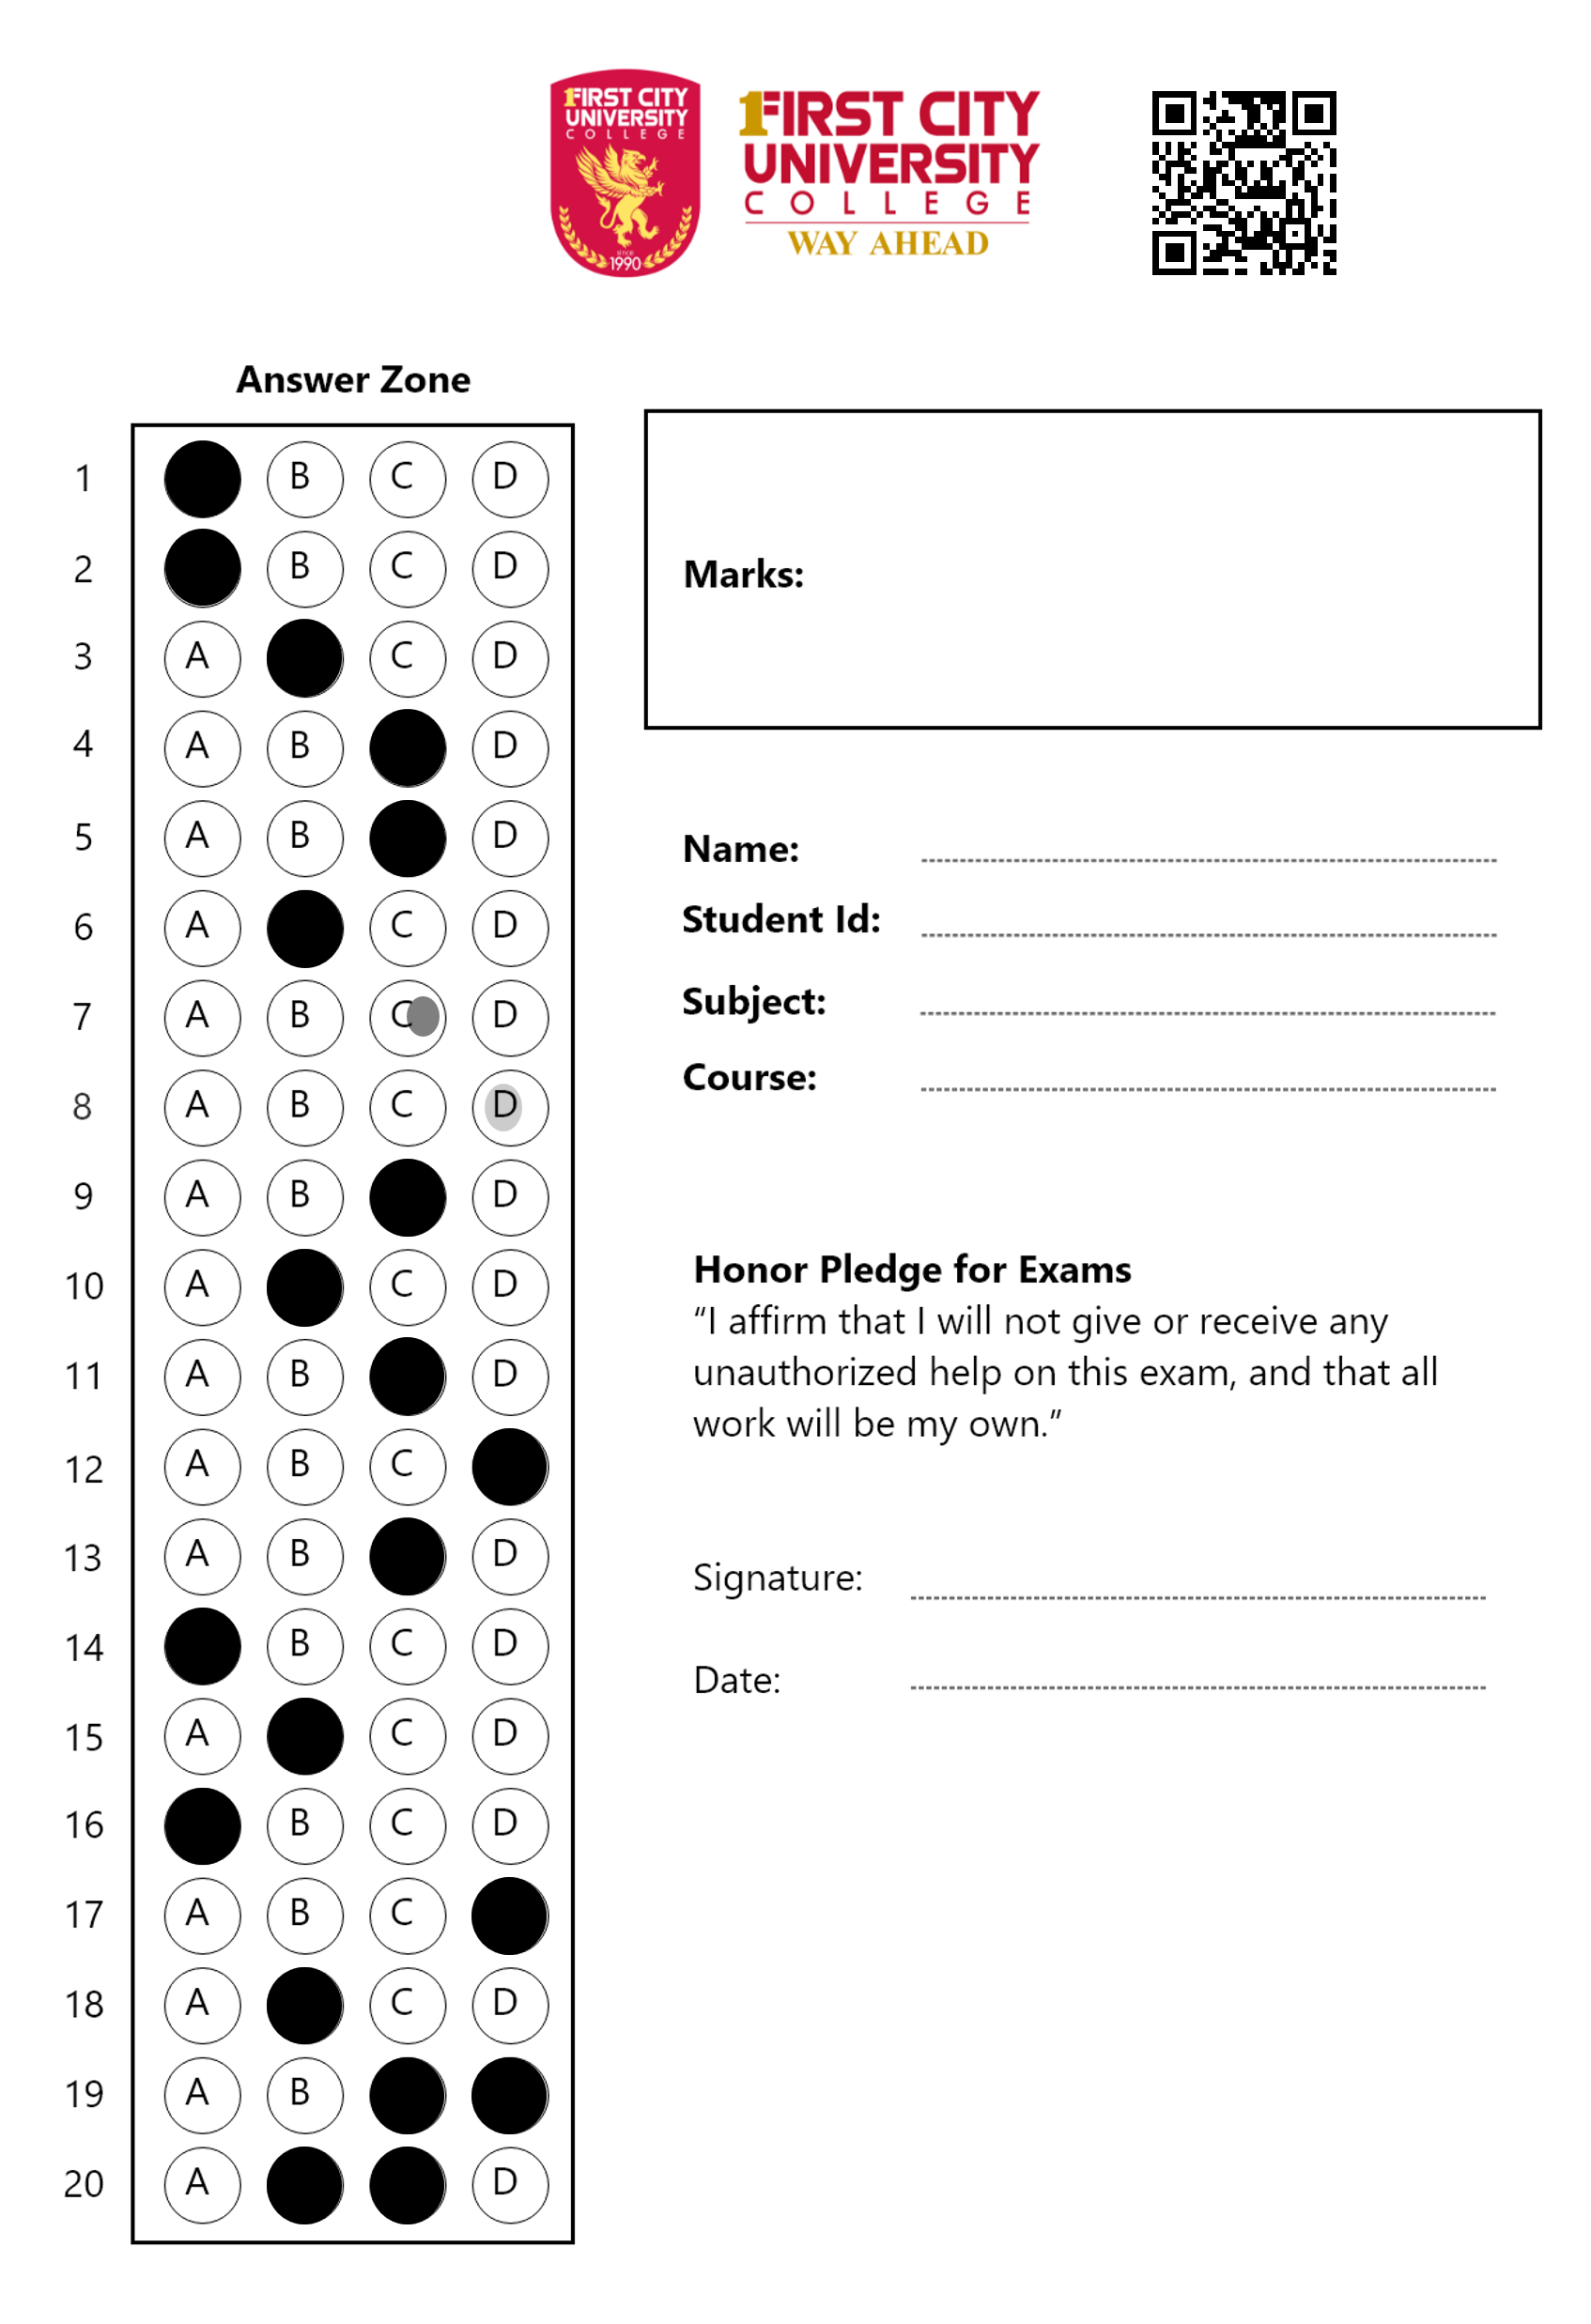 1FIRST CITY
UNIVERSITY
COLLEGE
since
1990
1FIRST CITY
UNIVERSITY
COLLEGE
WAY AHEAD
Answer Zone
1 B C D
2 B C D
3 A C D
4 A B D
5 A B D
6 A C D
7 A B C D
8 A B C D
9 A B D
10 A C D
11 A B D
12 A B C
13 A B D
14 B C D
15 A C D
16 B C D
17 A B C
18 A C D
19 A B
20 A D
Marks:
Name:
Student Id:
Subject:
Course:
Honor Pledge for Exams
“I affirm that I will not give or receive any
unauthorized help on this exam, and that all
work will be my own.”
Signature:
Date: